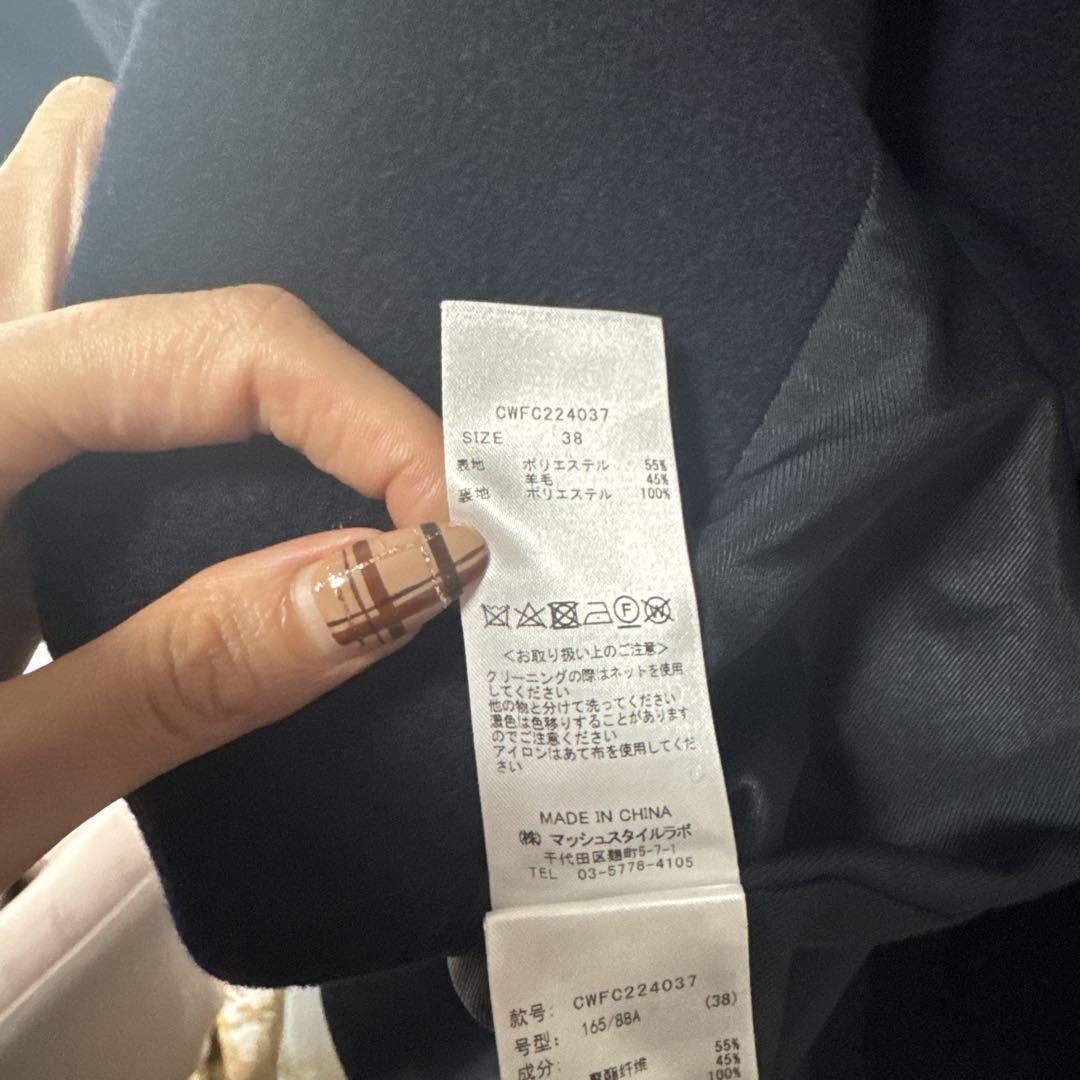 CWFC224037
SIZE 38
表地 ポリエステル 55%
羊毛 45%
裏地 ポリエステル 100%
F W
<お取り扱い上のご注意>
クリーニングの際はネットを使用
してください
他の物と分けて洗ってください
濃色は色移りすることがあります
のでご注意ください
アイロンはあて布を使用してくだ
さい
MADE IN CHINA
(株) マッシュスタイルラボ
千代田区麹町5-7-1
TEL 03-5778-4105
款号: CWFC224037
号型: 165/88A (38)
成分: 55%
聚酯纤维 45%
100%